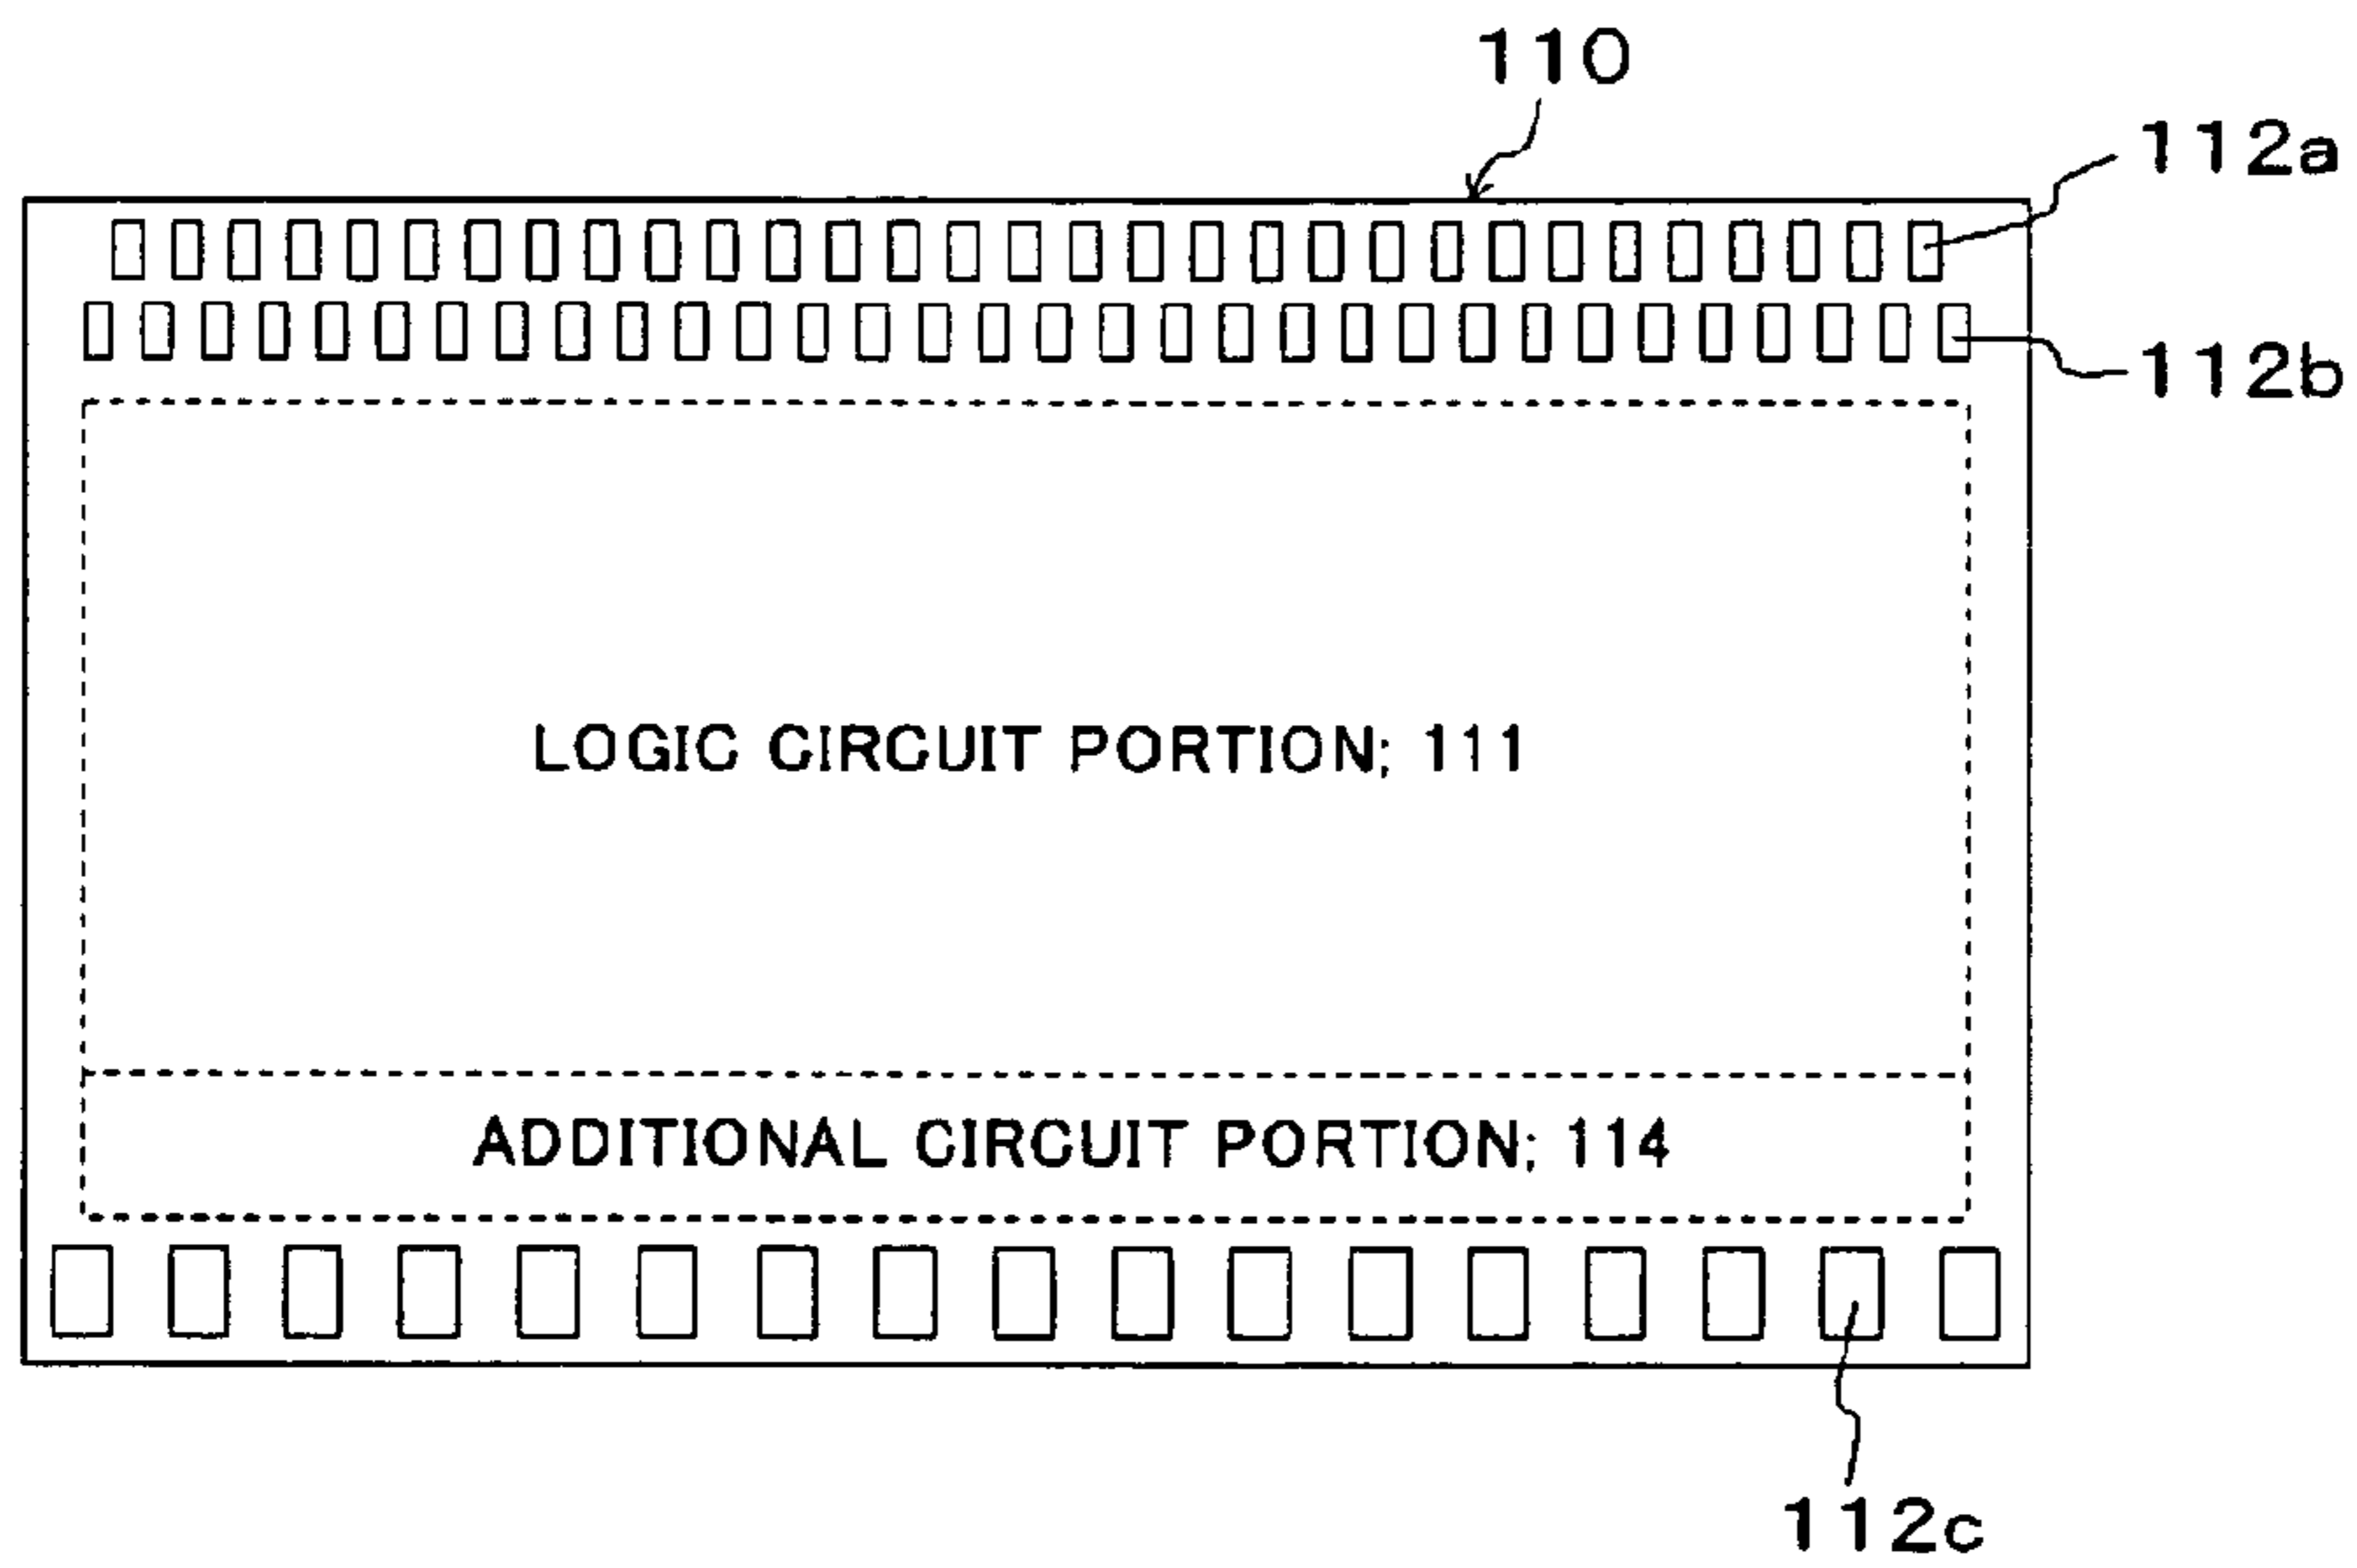 110
112a
112b
LOGIC CIRCUIT PORTION; 111
ADDITIONAL CIRCUIT PORTION; 114
112c